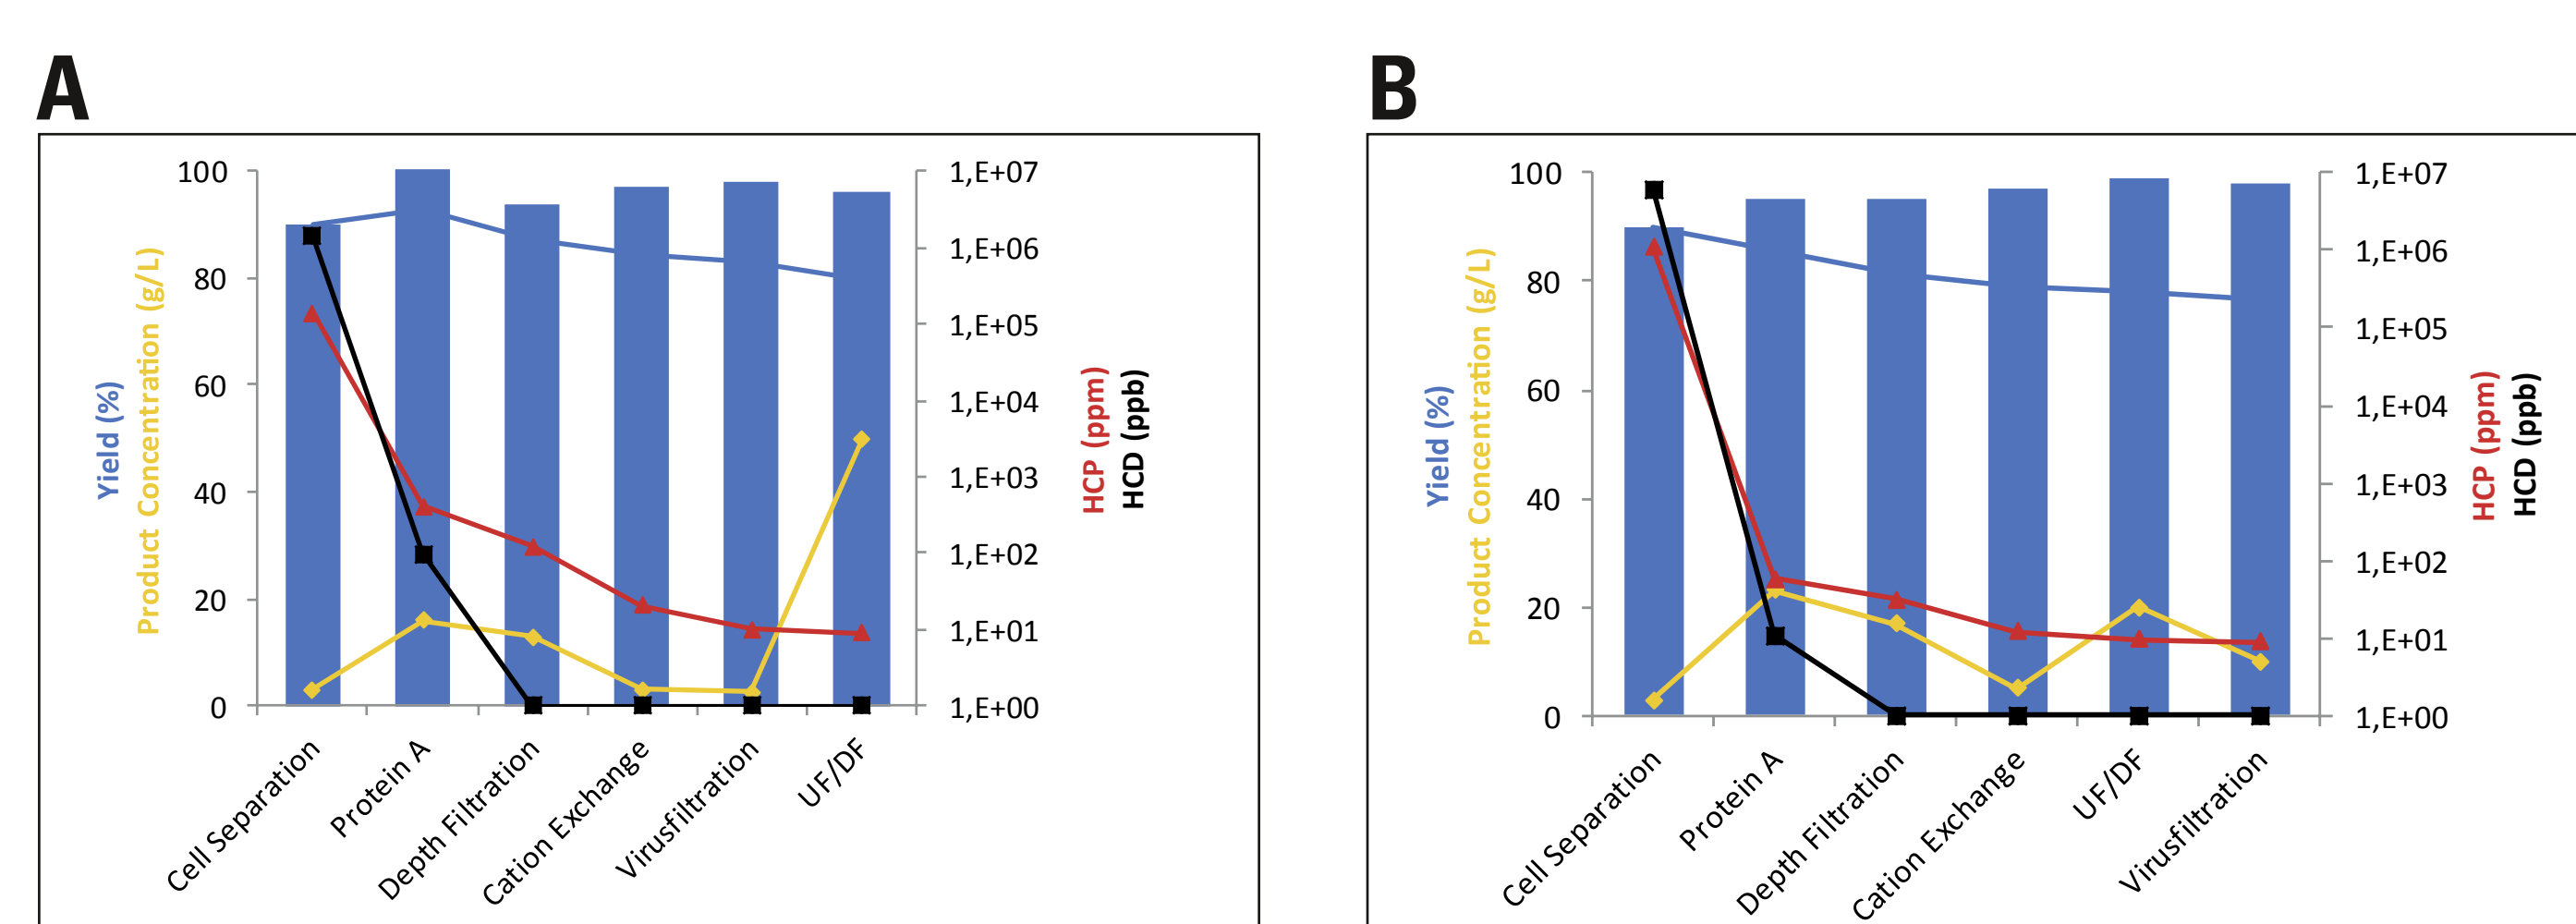 A
100
80
60
40
20
0
Yield (%)
Product Concentration (g/L)
1,E+07
1,E+06
1,E+05
1,E+04
1,E+03
1,E+02
1,E+01
1,E+00
HCP (ppm)
HCD (ppb)
Cell Separation
Protein A
Depth Filtration
Cation Exchange
Virusfiltration
UF/DF
B
100
80
60
40
20
0
Yield (%)
Product Concentration (g/L)
1,E+07
1,E+06
1,E+05
1,E+04
1,E+03
1,E+02
1,E+01
1,E+00
HCP (ppm)
HCD (ppb)
Cell Separation
Protein A
Depth Filtration
Cation Exchange
UF/DF
Virusfiltration